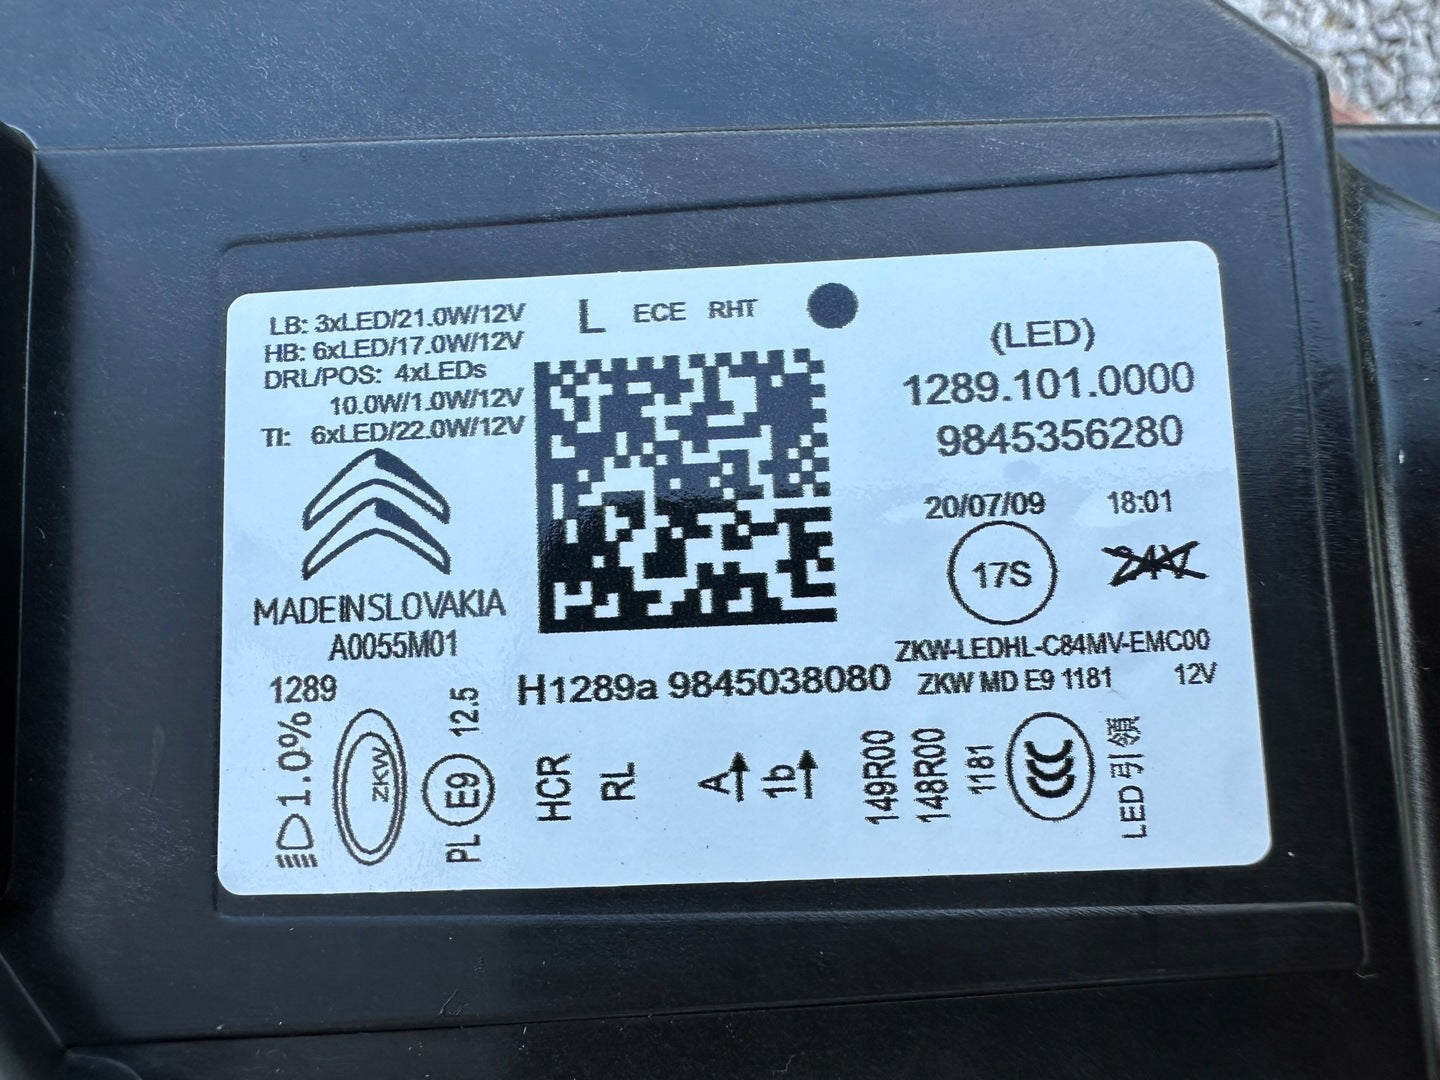 LB: 3xLED/21.0W/12V
HB: 6xLED/17.0W/12V
DRL/POS: 4xLEDs
10.0W/1.0W/12V
TI: 6xLED/22.0W/12V
MADEINSLOVAKIA
A0055M01
L ECE RHT
(LED)
1289.101.0000
9845356280
20/07/09 18:01
17S
ZKW-LEDHL-C84MV-EMC00
ZKW MD E9 1181 12V
H1289a 9845038080
1289
1.0%
ZKW
PL E9 12.5
HCR
RL
A
1b
149R00
148R00
1181
CCC
LED 引領